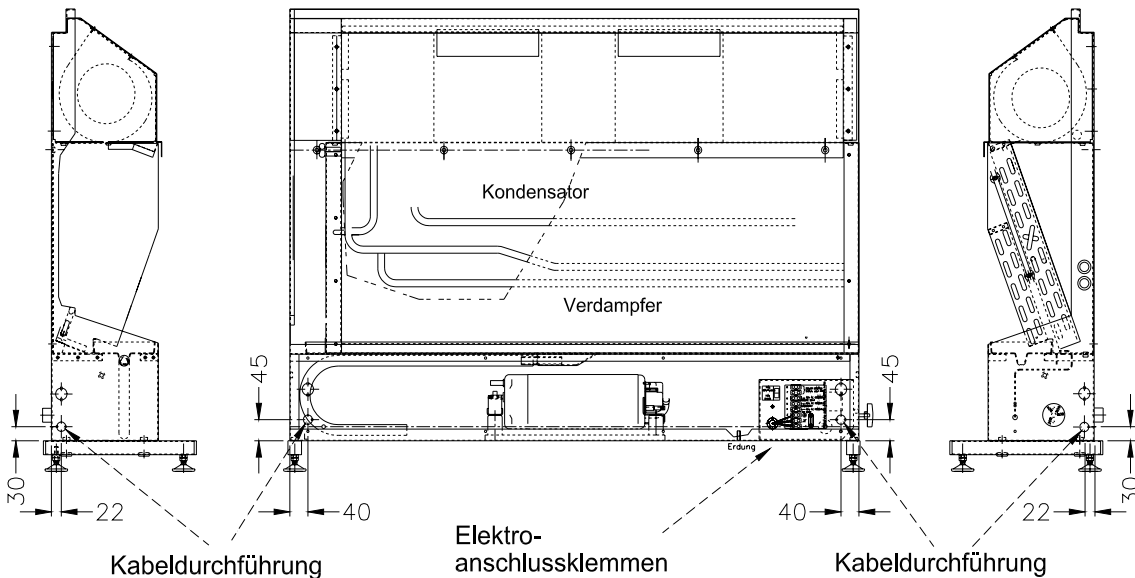 Kondensator
Verdampfer
45
45
Erdung
30
22
40
40
22
30
Kabeldurchführung
Elektro-
anschlussklemmen
Kabeldurchführung